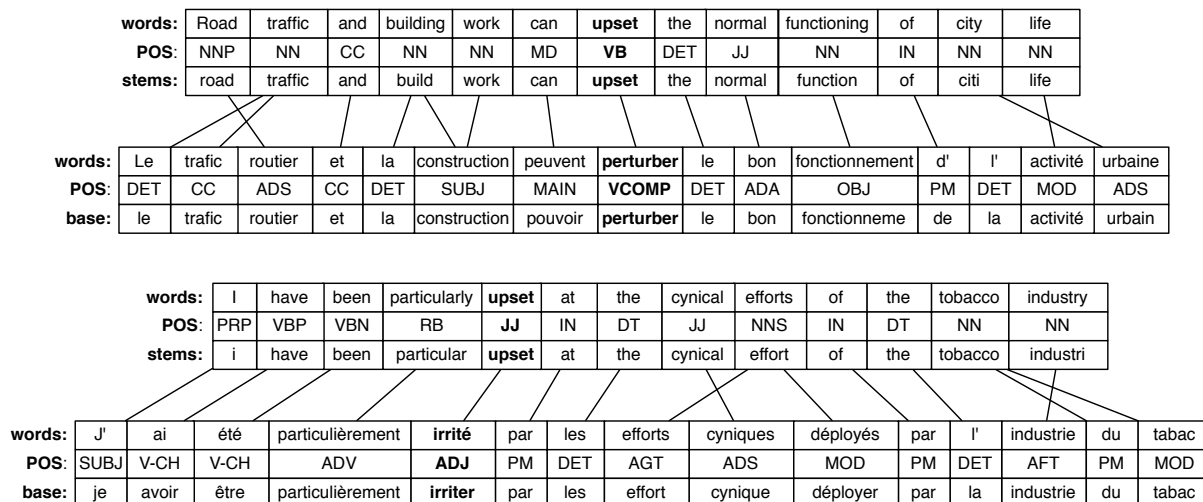 words: Road traffic and building work can upset the normal functioning of city life
POS: NNP NN CC NN NN MD VB DET JJ NN IN NN NN
stems: road traffic and build work can upset the normal function of citi life
words: Le trafic routier et la construction peuvent perturber le bon fonctionnement d' l' activité urbaine
POS: DET CC ADS CC DET SUBJ MAIN VCOMP DET ADA OBJ PM DET MOD ADS
base: le trafic routier et la construction pouvoir perturber le bon fonctionneme de la activité urbain
words: I have been particularly upset at the cynical efforts of the tobacco industry
POS: PRP VBP VBN RB JJ IN DT JJ NNS IN DT NN NN
stems: i have been particular upset at the cynical effort of the tobacco industri
words: J' ai été particulièrement irrité par les efforts cyniques déployés par l' industrie du tabac
POS: SUBJ V-CH V-CH ADV ADJ PM DET AGT ADS MOD PM DET AFT PM MOD
base: je avoir être particulièrement irriter par les effort cynique déployer par la industrie du tabac